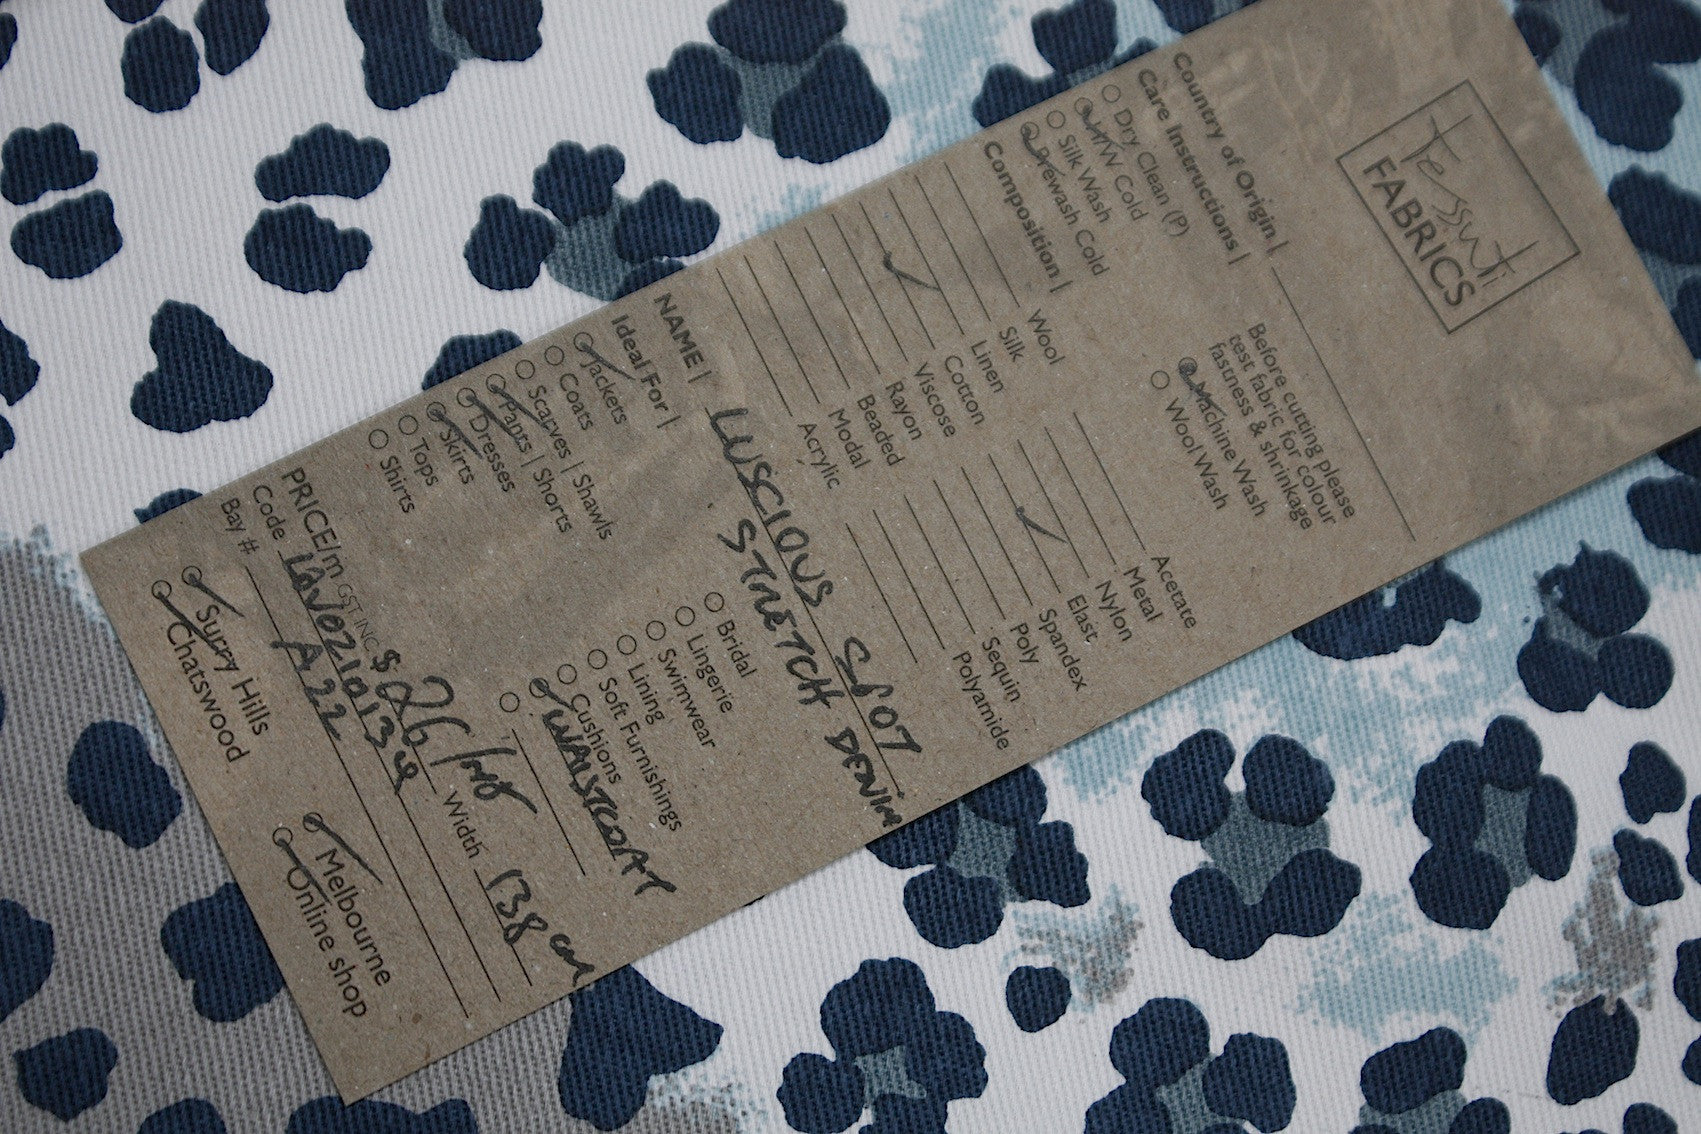 Tessuti
FABRICS
Country of Origin |
Care Instructions |
Dry Clean (P)
H/W Cold
Silk Wash
Prewash Cold
Before cutting please
test fabric for colour
fastness & shrinkage
Machine Wash
Wool Wash
Composition |
Wool
Silk
Linen
Cotton
Viscose
Rayon
Beaded
Modal
Acrylic
Acetate
Metal
Nylon
Elast
Spandex
Poly
Sequin
Polyamide
NAME | LUSCIOUS SPOT
STRETCH DENIM
Ideal For |
Jackets
Coats
Scarves | Shawls
Pants | Shorts
Dresses
Skirts
Tops
Shirts
Bridal
Lingerie
Swimwear
Lining
Soft Furnishings
Cushions
WAISTCOAT
PRICE/m GST INC $ 26/m Width 138 cm
Code
Bay # A22
Surry Hills
Chatswood
Melbourne
Online shop